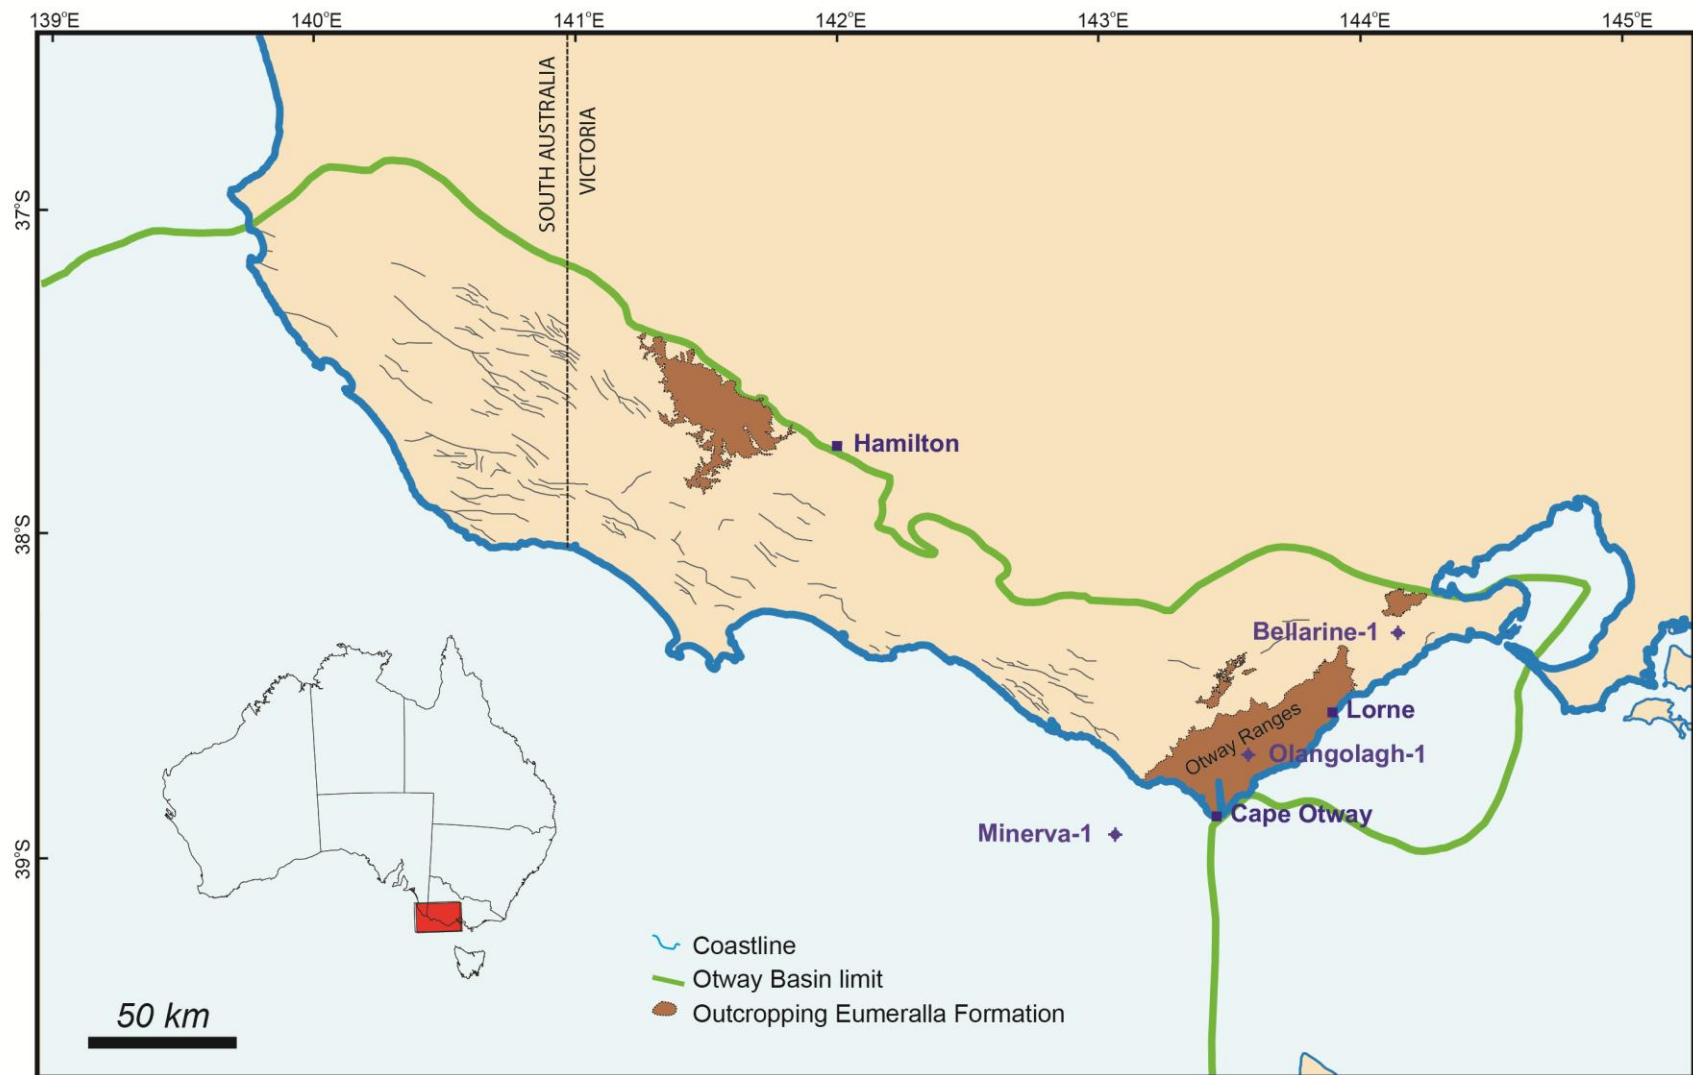 139°E
140°E
141°E
142°E
143°E
144°E
145°E
SOUTH AUSTRALIA
VICTORIA
37°S
Hamilton
38°S
Bellarine-1
Lorne
Otway Ranges
Olangolagh-1
Cape Otway
Minerva-1
39°S
Coastline
Otway Basin limit
Outcropping Eumeralla Formation
50 km